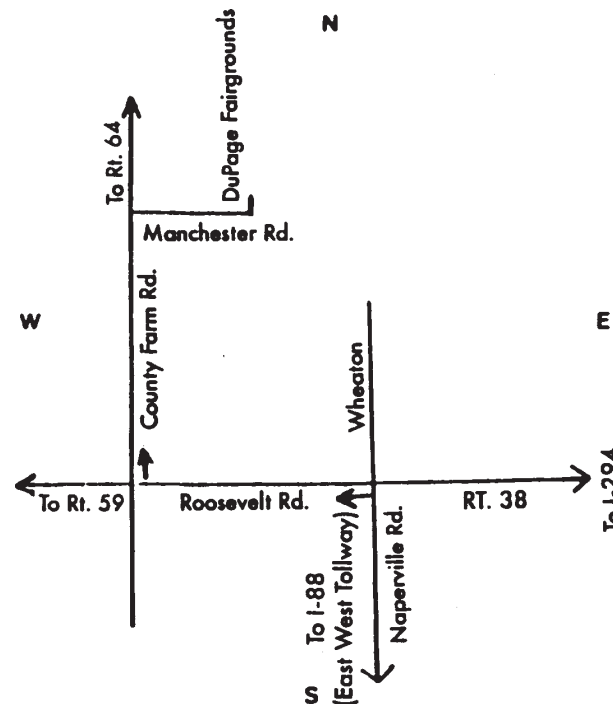 N
DuPage Fairgrounds
To Rt. 64
Manchester Rd.
County Farm Rd.
W
E
Wheaton
To Rt. 59
Roosevelt Rd.
RT. 38
To I-294
To I-88
(East West Tollway)
Naperville Rd.
S